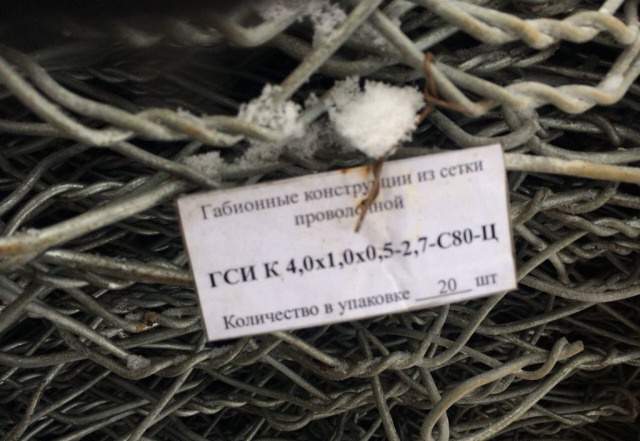 Габионные конструкции из сетки
проволочной
ГСИ К 4,0х1,0х0,5-2,7-С80-Ц
Количество в упаковке 20 шт